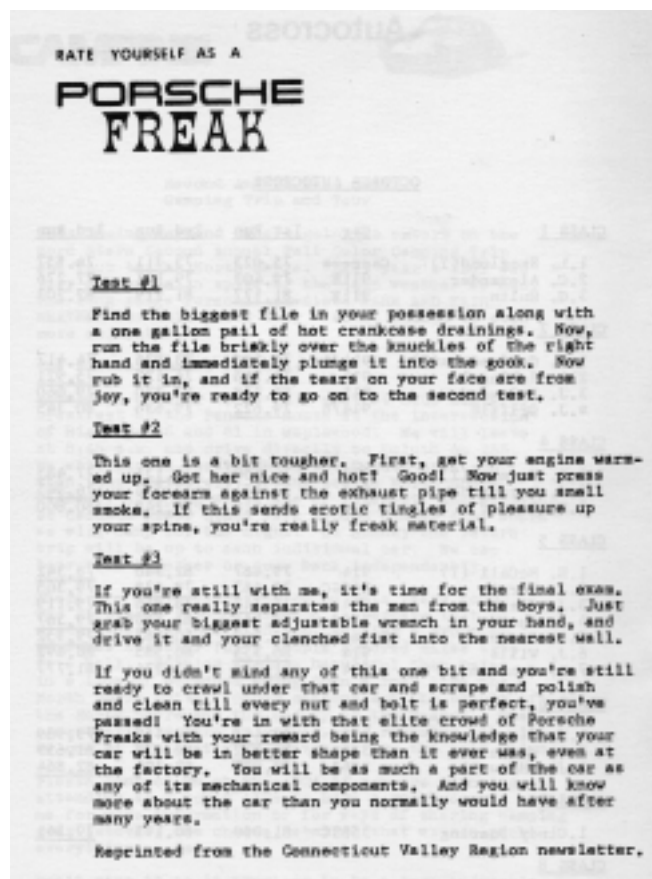 RATE YOURSELF AS A
PORSCHE
FREAK
Test #1
Find the biggest file in your possession along with
a one gallon pail of hot crankcase drainings. Now,
run the file briskly over the knuckles of the right
hand and immediately plunge it into the gook. Now
rub it in, and if the tears on your face are from
joy, you're ready to go on to the second test.
Test #2
This one is a bit tougher. First, get your engine warm-
ed up. Got her nice and hot? Good! Now just press
your forearm against the exhaust pipe till you smell
smoke. If this sends erotic tingles of pleasure up
your spine, you're really freak material.
Test #3
If you're still with me, it's time for the final exam.
This one really separates the men from the boys. Just
grab your biggest adjustable wrench in your hand, and
drive it and your clenched fist into the nearest wall.
If you didn't mind any of this one bit and you're still
ready to crawl under that car and scrape and polish
and clean till every nut and bolt is perfect, you've
passed! You're in with that elite crowd of Porsche
Freaks with your reward being the knowledge that your
car will be in better shape than it ever was, even at
the factory. You will be as much a part of the car as
any of its mechanical components. And you will know
more about the car than you normally would have after
many years.
Reprinted from the Connecticut Valley Region newsletter.